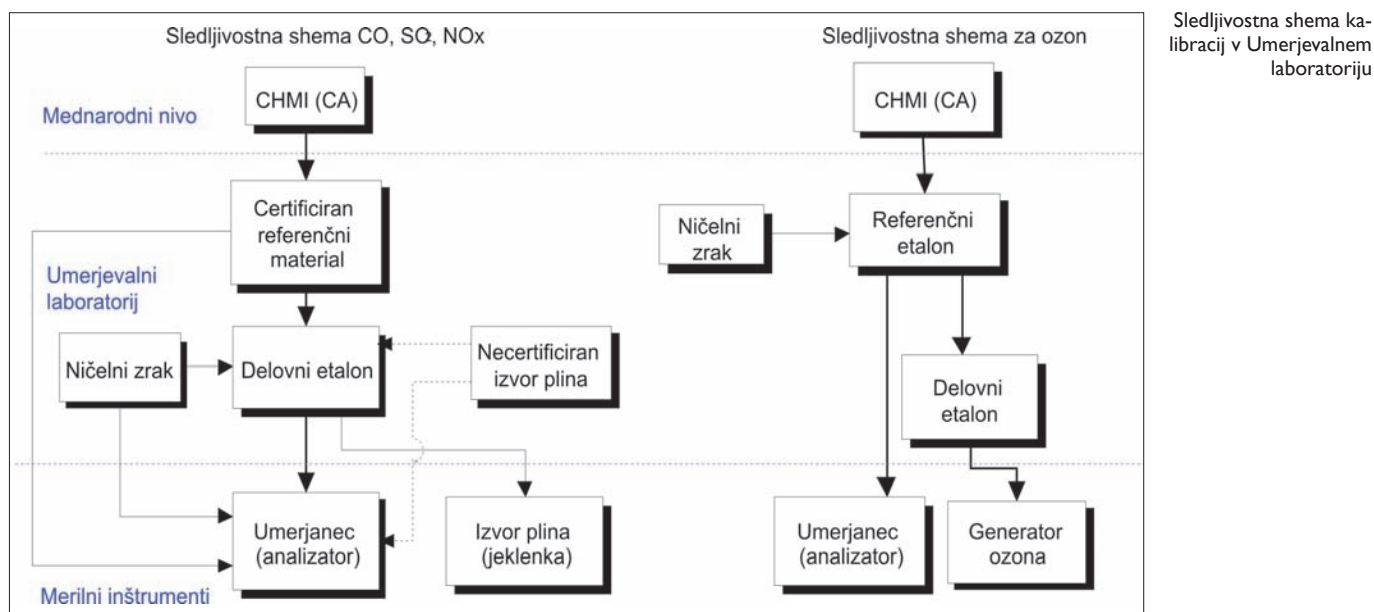 Sledljivostna shema CO, SO2, NOx
CHMI (CA)
Mednarodni nivo
Certificiran
referenčni
material
Umerjevalni
laboratorij
Ničelni zrak
Delovni etalon
Necertificiran
izvor plina
Umerjanec
(analizator)
Izvor plina
(jeklenka)
Merilni inštrumenti
Sledljivostna shema za ozon
CHMI (CA)
Ničelni
zrak
Referenčni
etalon
Delovni
etalon
Umerjanec
(analizator)
Generator
ozona
Sledljivostna shema ka-
libracij v Umerjevalnem
laboratoriju